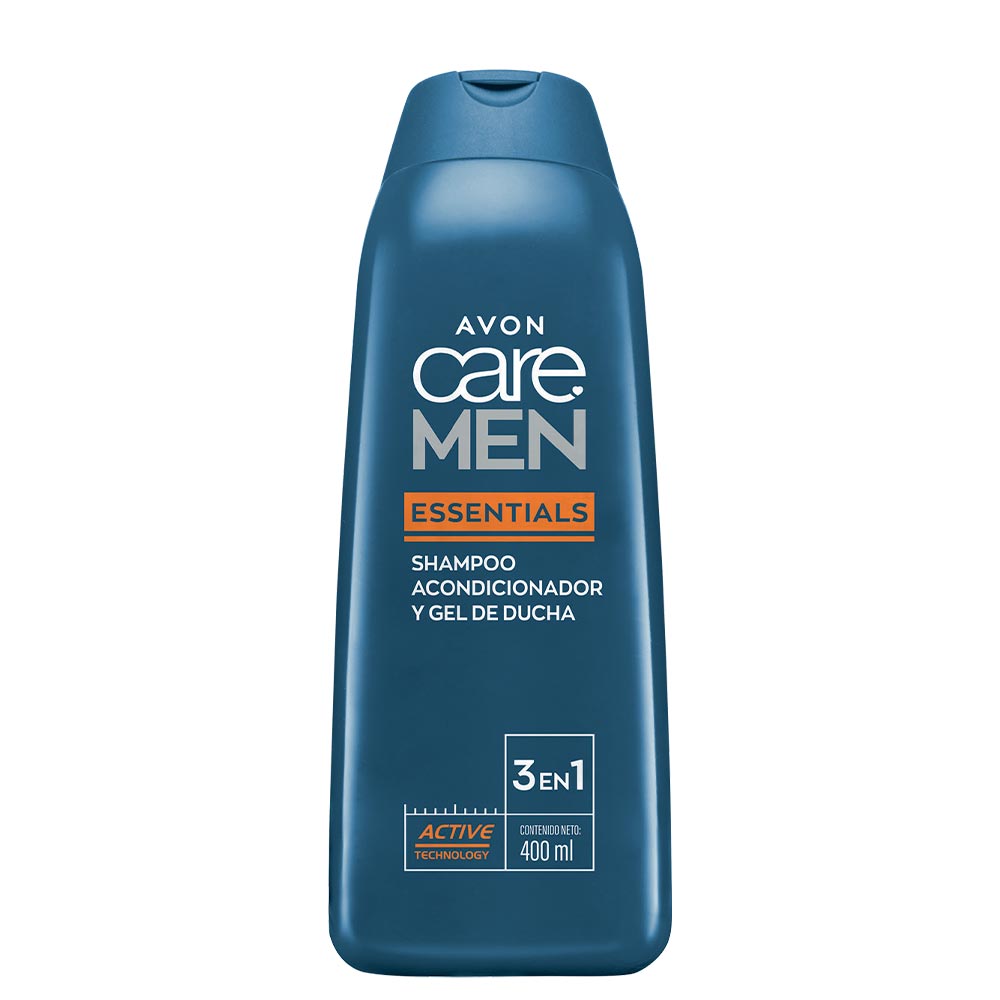 AVON
care
MEN
ESSENTIALS
SHAMPOO
ACONDICIONADOR
Y GEL DE DUCHA
3 EN 1
ACTIVE
TECHNOLOGY
CONTENIDO NETO:
400 ml